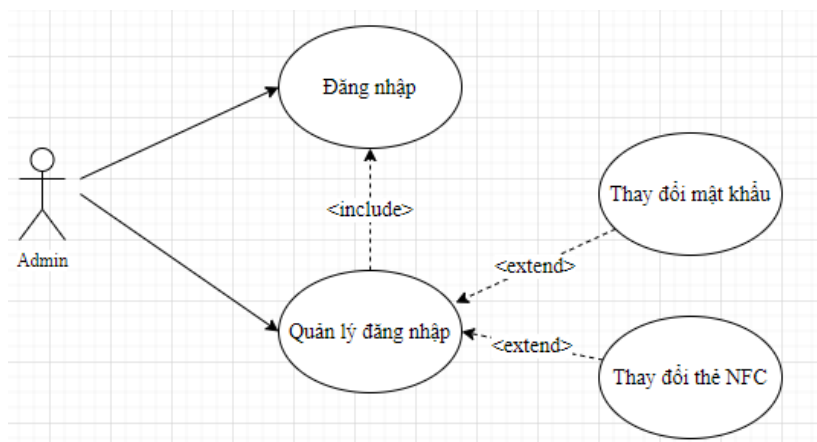 Đăng nhập
<include>
Thay đổi mật khẩu
Admin
<extend>
Quản lý đăng nhập
<extend>
Thay đổi thẻ NFC